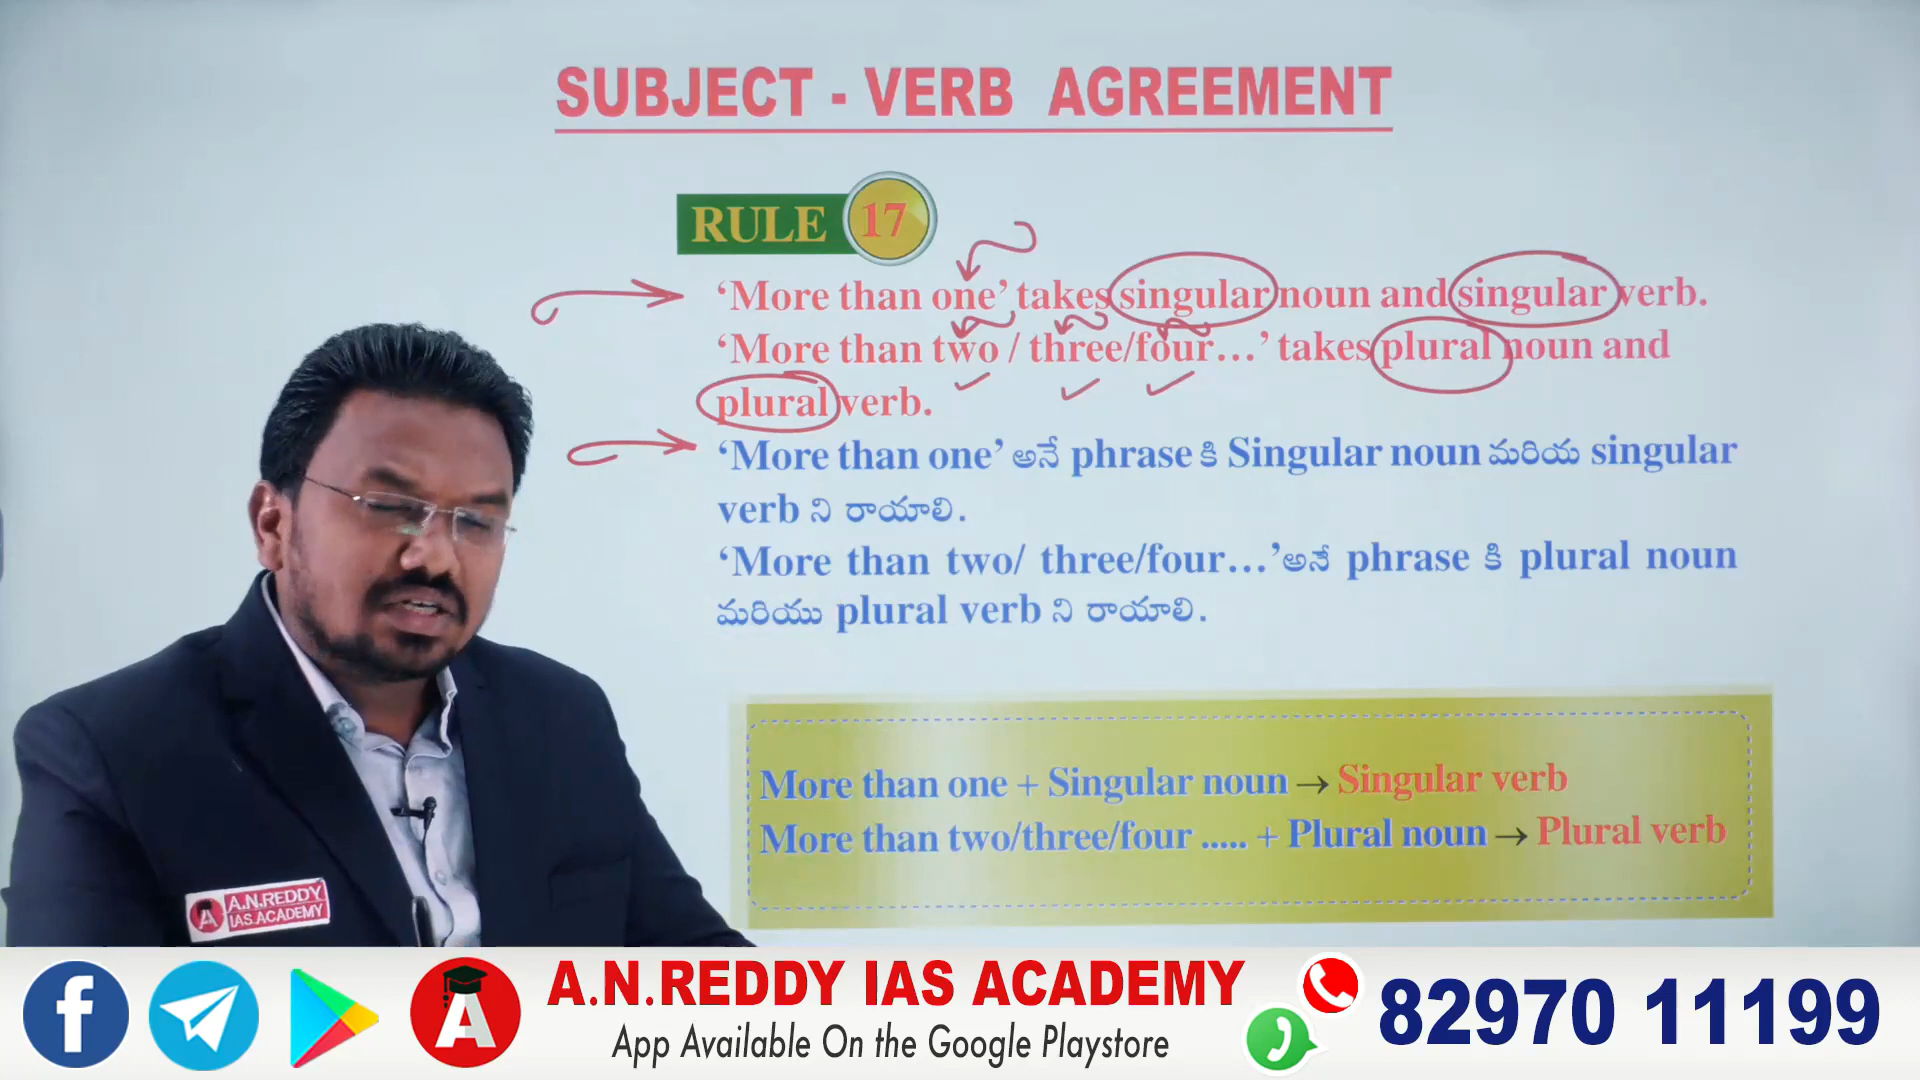 SUBJECT - VERB AGREEMENT
RULE 17
‘More than one’ takes singular noun and singular verb.
‘More than two / three/four...’ takes plural noun and
plural verb.
‘More than one’ అనే phrase కి Singular noun మరియ singular
verb ని రాయాలి.
‘More than two/ three/four...’అనే phrase కి plural noun
మరియు plural verb ని రాయాలి.
More than one + Singular noun → Singular verb
More than two/three/four ..... + Plural noun → Plural verb
A.N.REDDY
IAS.ACADEMY
A.N.REDDY IAS ACADEMY
App Available On the Google Playstore
82970 11199